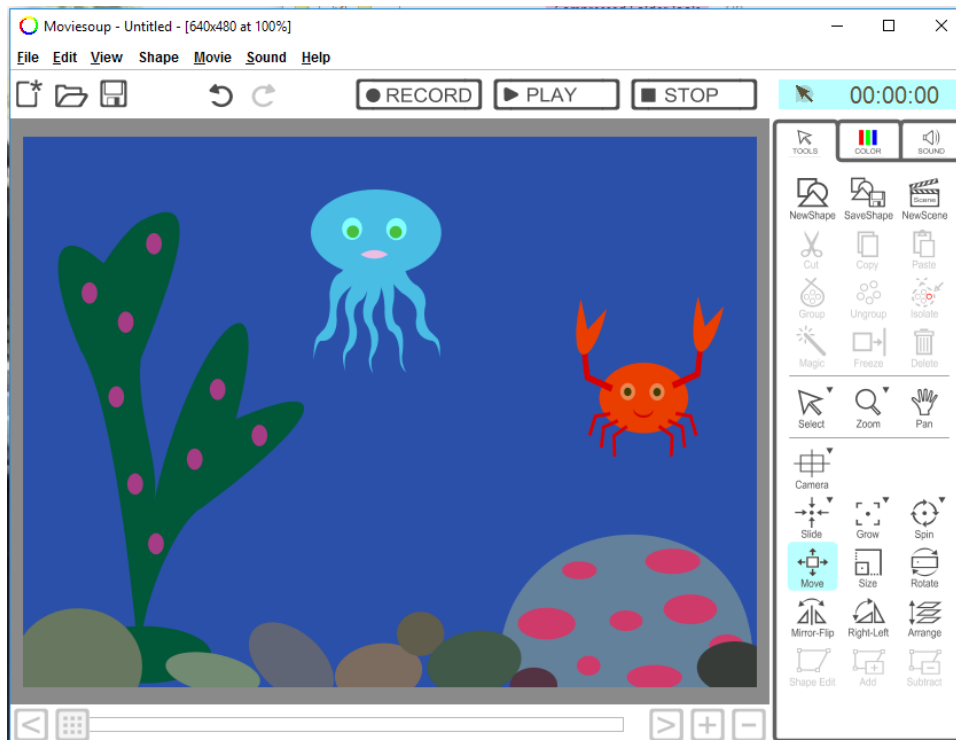 Moviesoup - Untitled - [640x480 at 100%]
File Edit View Shape Movie Sound Help
RECORD PLAY STOP 00:00:00
TOOLS COLOR SOUND
NewShape SaveShape NewScene
Scene
Cut Copy Paste
Group Ungroup Isolate
Magic Freeze Delete
Select Zoom Pan
Camera
Slide Grow Spin
Move Size Rotate
Mirror-Flip Right-Left Arrange
Shape Edit Add Subtract